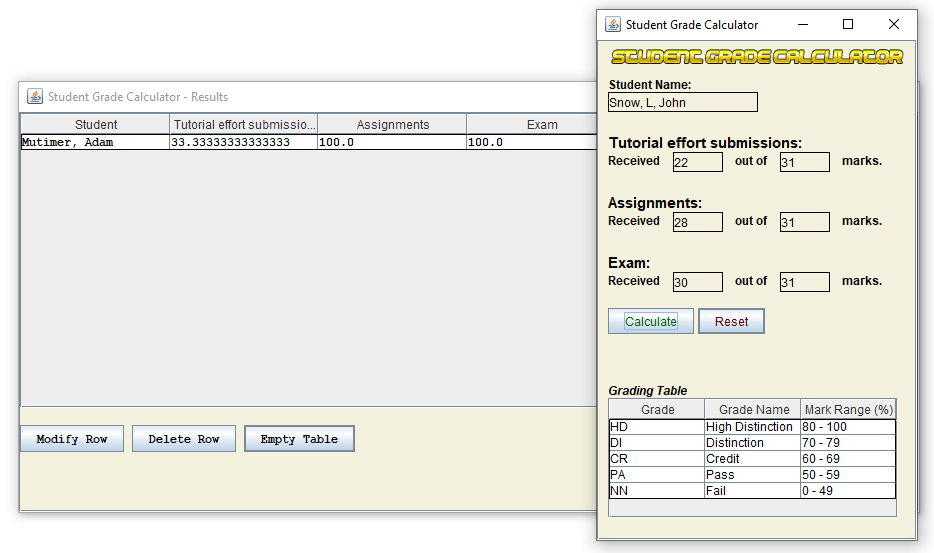 Student Grade Calculator - Results
Student Tutorial effort submissio... Assignments Exam
Mutimer, Adam 33.33333333333333 100.0 100.0
Modify Row Delete Row Empty Table
Student Grade Calculator
STUDENT GRADE CALCULATOR
Student Name:
Snow, L, John
Tutorial effort submissions:
Received 22 out of 31 marks.
Assignments:
Received 28 out of 31 marks.
Exam:
Received 30 out of 31 marks.
Calculate Reset
Grading Table
Grade Grade Name Mark Range (%)
HD High Distinction 80 - 100
DI Distinction 70 - 79
CR Credit 60 - 69
PA Pass 50 - 59
NN Fail 0 - 49